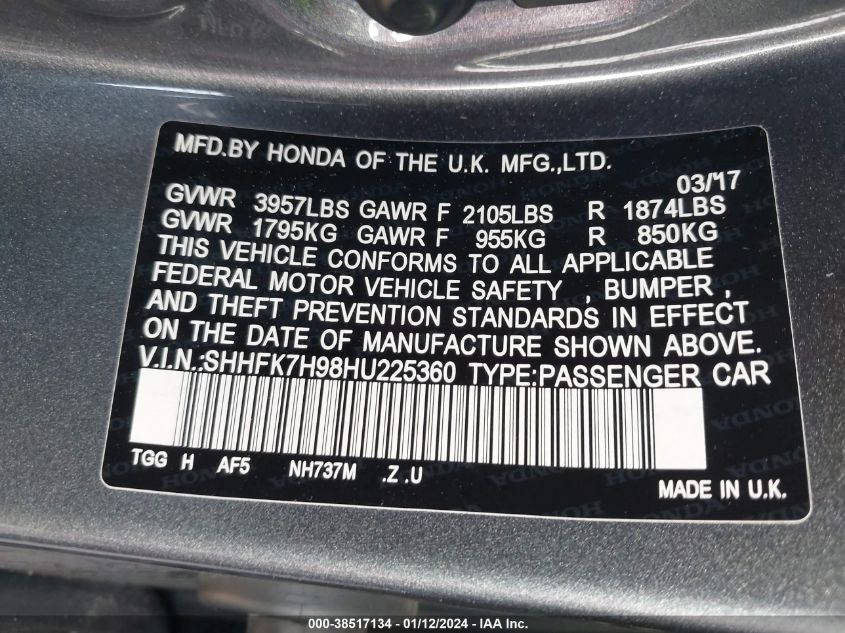 MFD.BY HONDA OF THE U.K. MFG.,LTD.
03/17
GVWR 3957LBS GAWR F 2105LBS R 1874LBS
GVWR 1795KG GAWR F 955KG R 850KG
THIS VEHICLE CONFORMS TO ALL APPLICABLE
FEDERAL MOTOR VEHICLE SAFETY , BUMPER ,
AND THEFT PREVENTION STANDARDS IN EFFECT
ON THE DATE OF MANUFACTURE SHOWN ABOVE.
V.I.N.:SHHFK7H98HU225360 TYPE:PASSENGER CAR
TGG H AF5 NH737M .Z .U
MADE IN U.K.
000-38517134 - 01/12/2024 - IAA Inc.